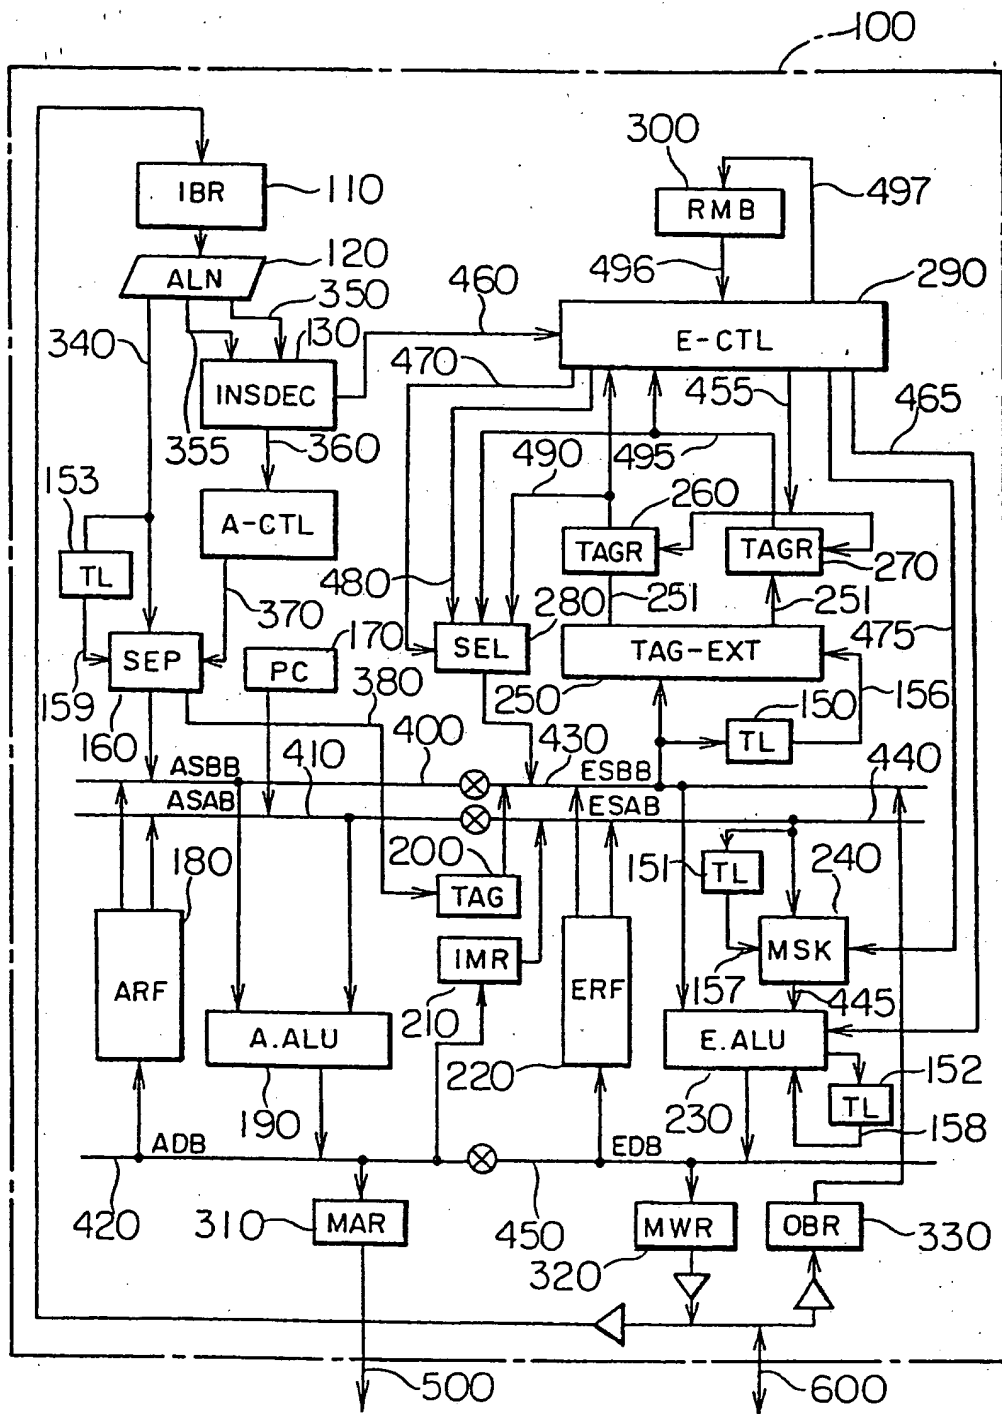 100
300
497
IBR
110
RMB
120
496
290
ALN
350
460
340
130
E-CTL
470
455
465
INSDEC
355
360
490
495
153
260
A-CTL
TAGR
TAGR
TL
480
270
370
280
251
251
475
SEP
170
SEL
TAG-EXT
159
PC
380
250
150
156
160
TL
400
430
ASBB
410
ESBB
440
ASAB
ESAB
180
200
151
TL
240
TAG
MSK
IMR
ARF
ERF
157
445
A.ALU
210
E.ALU
220
152
190
230
TL
158
ADB
EDB
420
310
MAR
450
MWR
OBR
330
320
500
600